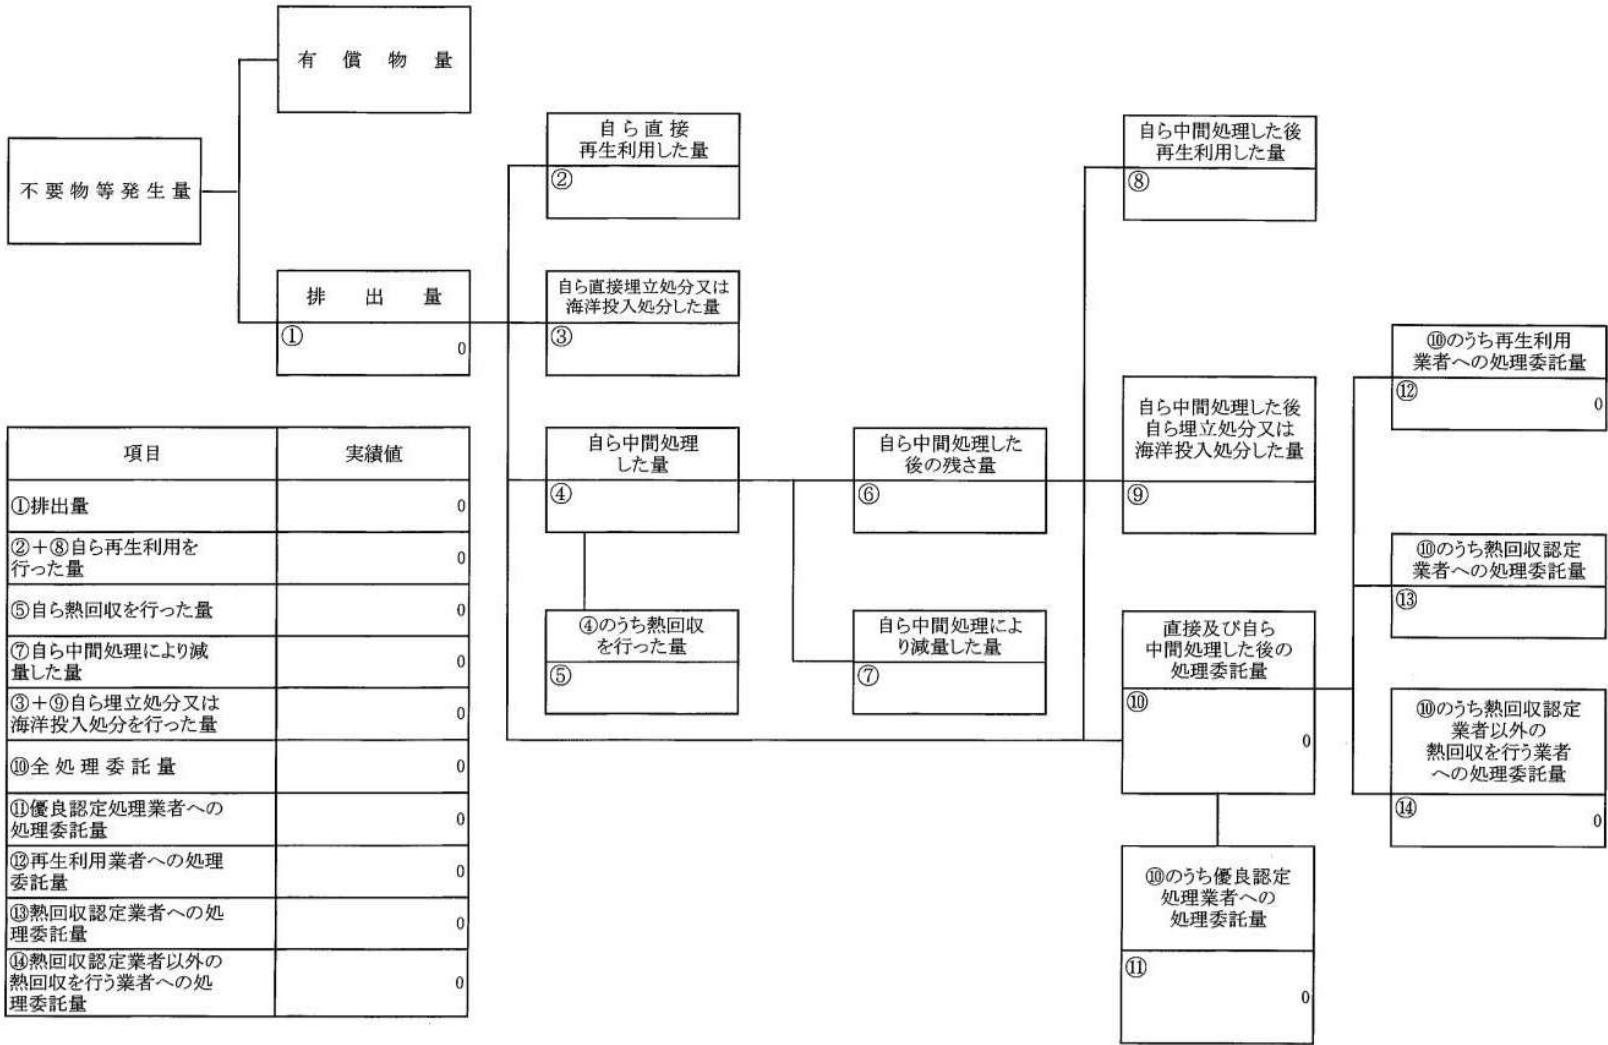 有償物量
不要物等発生量
排出量
①
0
自ら直接
再生利用した量
②
自ら直接埋立処分又は
海洋投入処分した量
③
自ら中間処理
した量
④
④のうち熱回収
を行った量
⑤
自ら中間処理した
後の残さ量
⑥
自ら中間処理によ
り減量した量
⑦
自ら中間処理した後
再生利用した量
⑧
自ら中間処理した後
自ら埋立処分又は
海洋投入処分した量
⑨
直接及び自ら
中間処理した後の
処理委託量
⑩
0
⑩のうち優良認定
処理業者への
処理委託量
⑪
0
⑩のうち再生利用
業者への処理委託量
⑫
0
⑩のうち熱回収認定
業者への処理委託量
⑬
⑩のうち熱回収認定
業者以外の
熱回収を行う業者
への処理委託量
⑭
0
項目 実績値
①排出量 0
②+⑧自ら再生利用を
行った量 0
⑤自ら熱回収を行った量 0
⑦自ら中間処理により減
量した量 0
③+⑨自ら埋立処分又は
海洋投入処分を行った量 0
⑩全処理委託量 0
⑪優良認定処理業者への
処理委託量 0
⑫再生利用業者への処理
委託量 0
⑬熱回収認定業者への処
理委託量 0
⑭熱回収認定業者以外の
熱回収を行う業者への処
理委託量 0